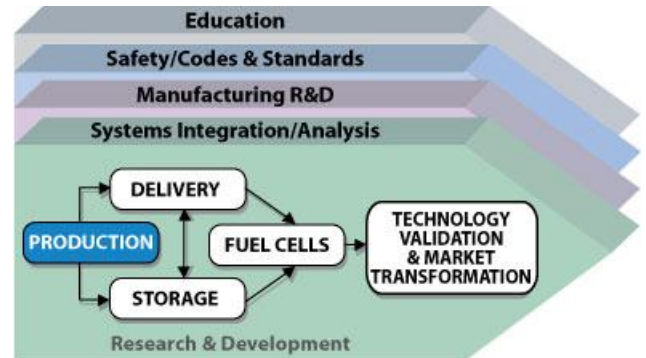 Education
Safety/Codes & Standards
Manufacturing R&D
Systems Integration/Analysis
DELIVERY
PRODUCTION
FUEL CELLS
STORAGE
TECHNOLOGY
VALIDATION
& MARKET
TRANSFORMATION
Research & Development